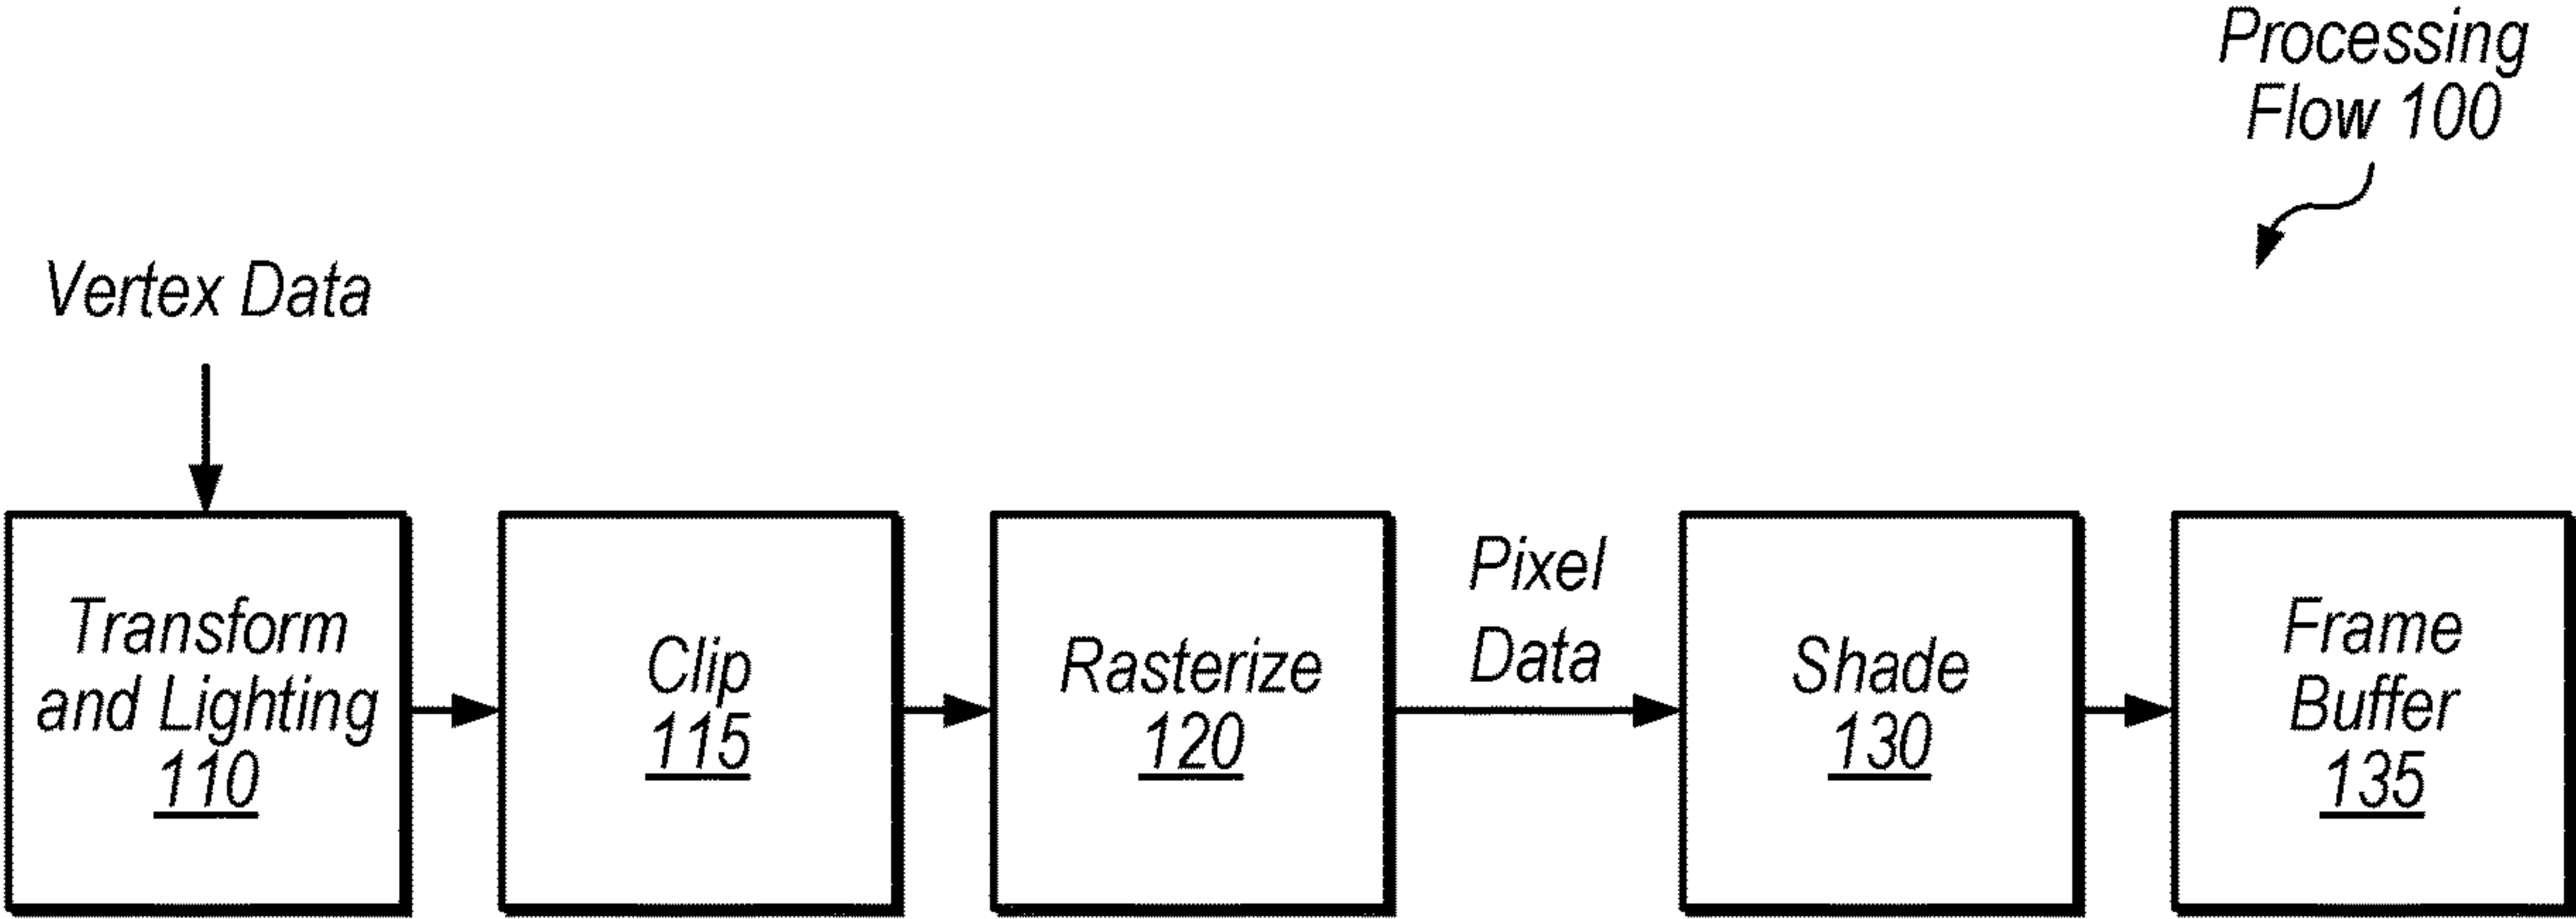 Processing
Flow 100
Vertex Data
Transform
and Lighting
110
Clip
115
Rasterize
120
Pixel
Data
Shade
130
Frame
Buffer
135